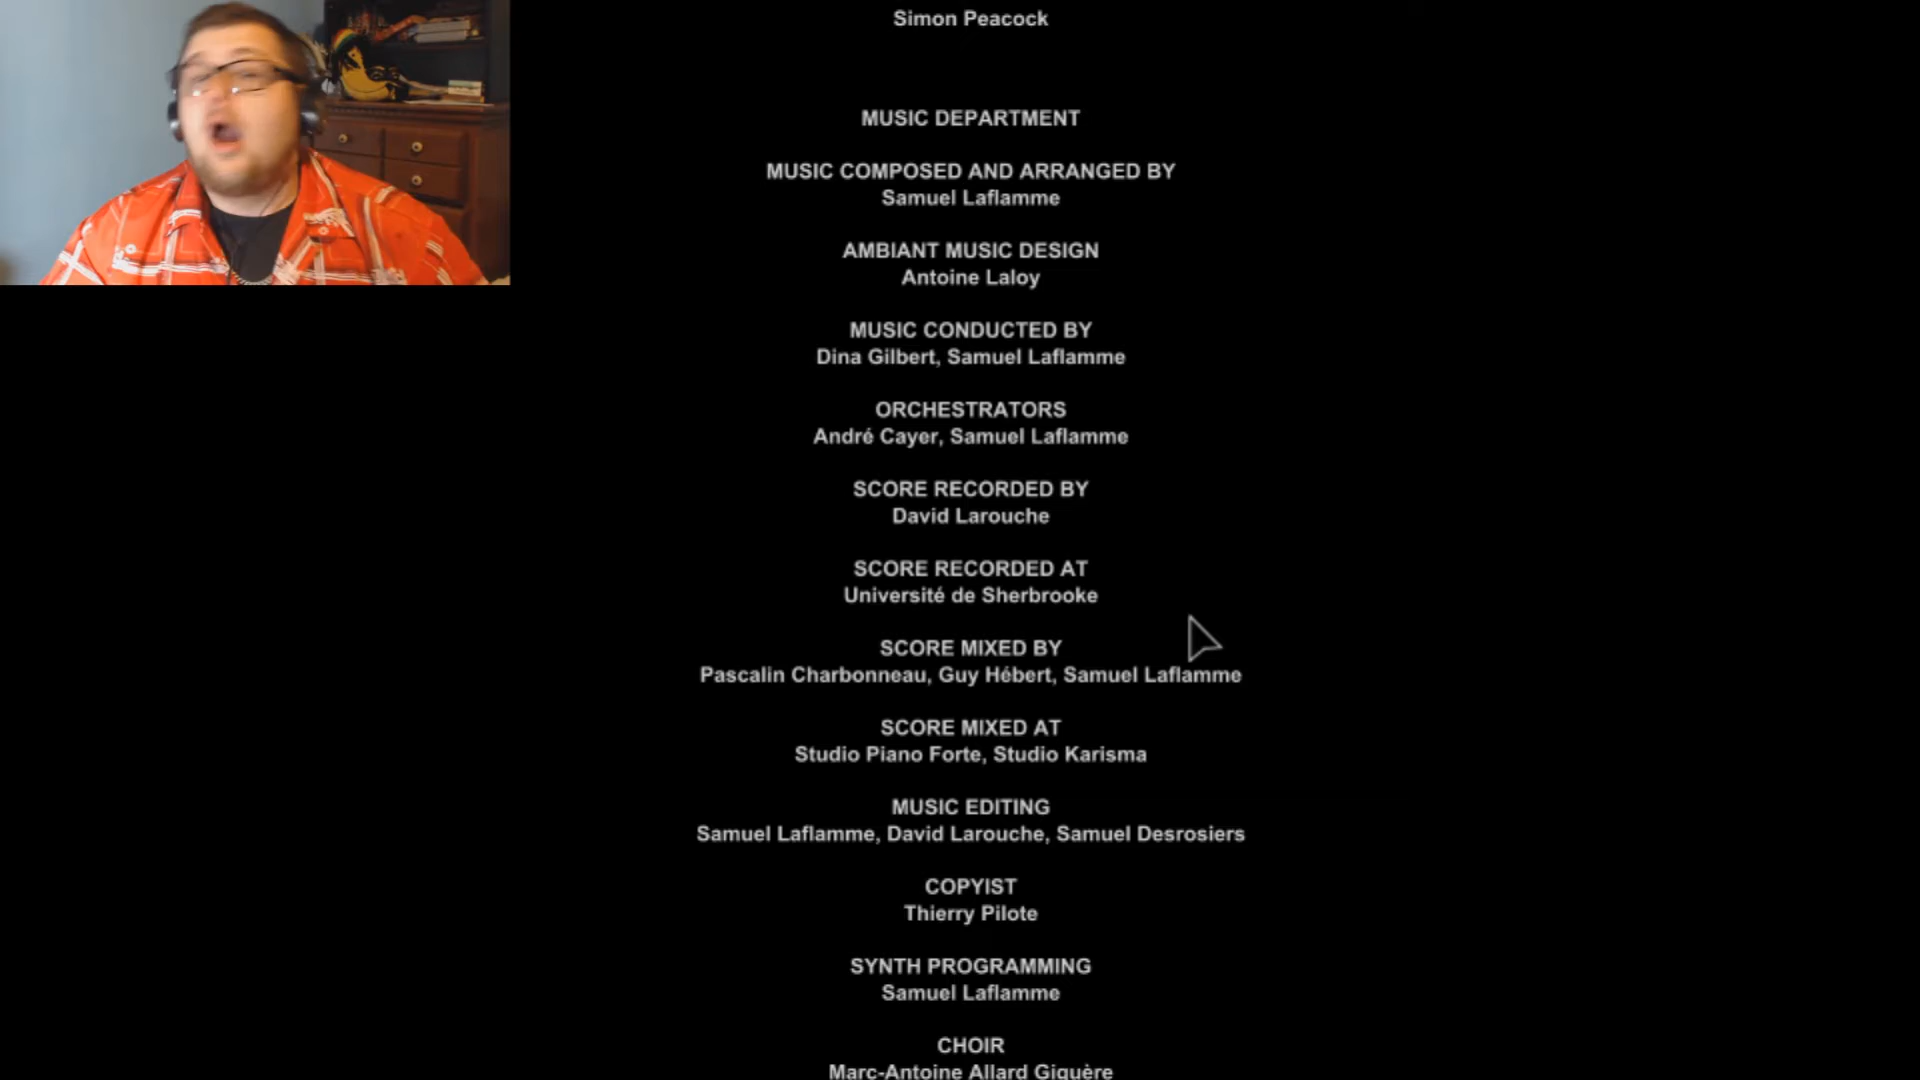 Simon Peacock
MUSIC DEPARTMENT
MUSIC COMPOSED AND ARRANGED BY
Samuel Laflamme
AMBIANT MUSIC DESIGN
Antoine Laloy
MUSIC CONDUCTED BY
Dina Gilbert, Samuel Laflamme
ORCHESTRATORS
André Cayer, Samuel Laflamme
SCORE RECORDED BY
David Larouche
SCORE RECORDED AT
Université de Sherbrooke
SCORE MIXED BY
Pascalin Charbonneau, Guy Hébert, Samuel Laflamme
SCORE MIXED AT
Studio Piano Forte, Studio Karisma
MUSIC EDITING
Samuel Laflamme, David Larouche, Samuel Desrosiers
COPYIST
Thierry Pilote
SYNTH PROGRAMMING
Samuel Laflamme
CHOIR
Marc-Antoine Allard Giguère